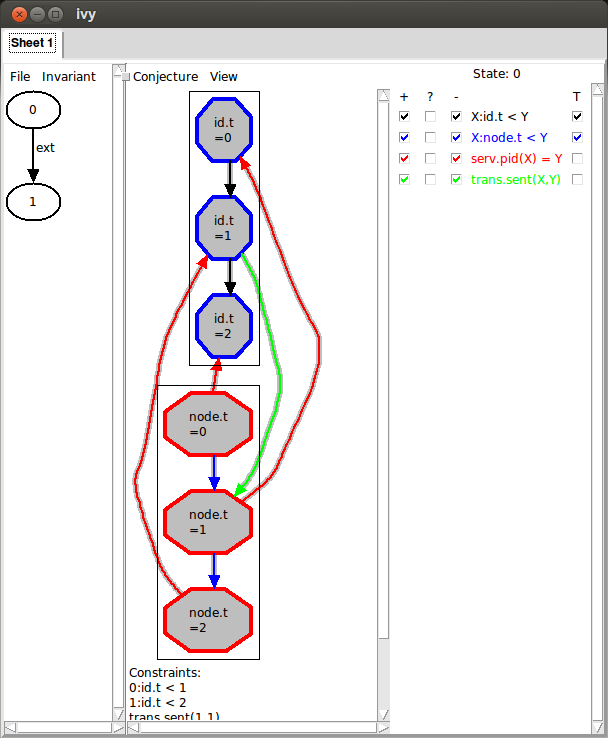 ivy
Sheet 1
File Invariant
0
ext
1
Conjecture View
id.t
=0
id.t
=1
id.t
=2
node.t
=0
node.t
=1
node.t
=2
Constraints:
0:id.t < 1
1:id.t < 2
trans.sent(1,1)
State: 0
+ ? - T
X:id.t < Y
X:node.t < Y
serv.pid(X) = Y
trans.sent(X,Y)